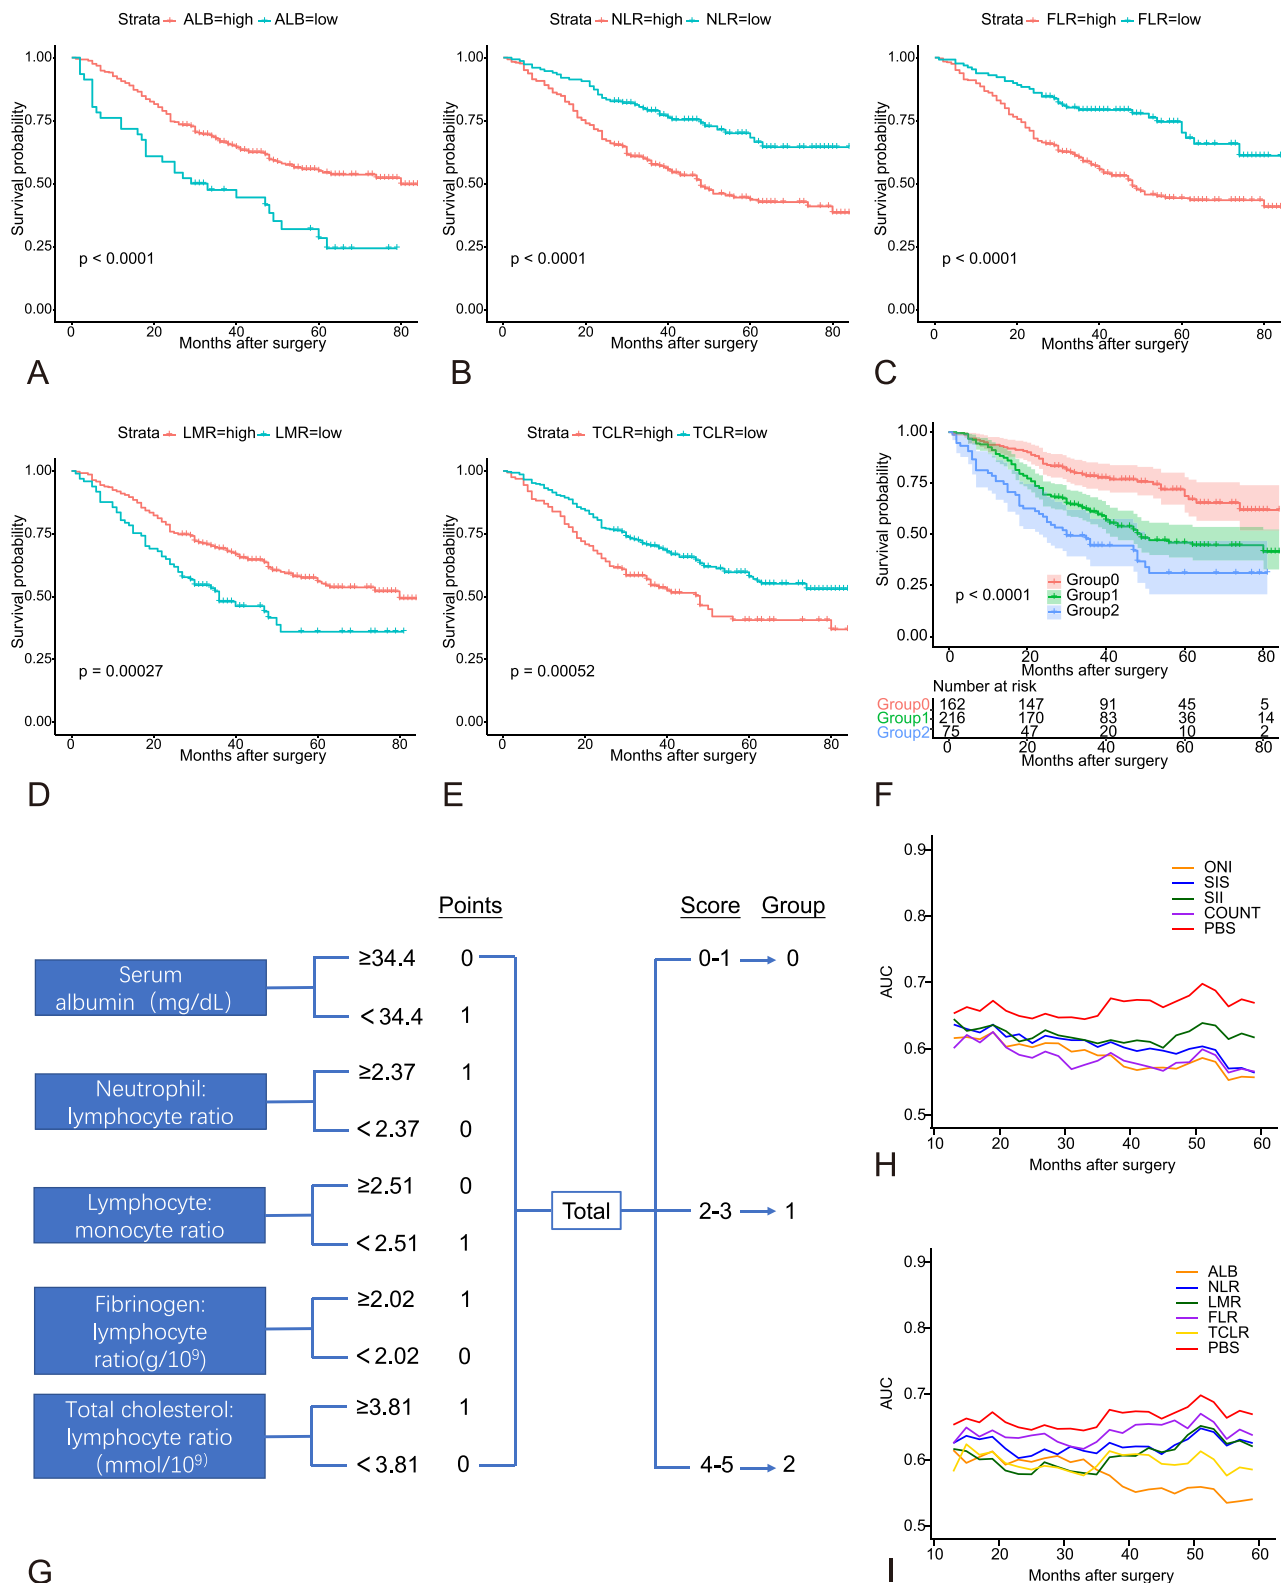 Strata ALB=high ALB=low
Survival probability
1.00
0.75
0.50
0.25
0.00
p < 0.0001
0 20 40 60 80
Months after surgery
A
Strata NLR=high NLR=low
Survival probability
1.00
0.75
0.50
0.25
0.00
p < 0.0001
0 20 40 60 80
Months after surgery
B
Strata FLR=high FLR=low
Survival probability
1.00
0.75
0.50
0.25
0.00
p < 0.0001
0 20 40 60 80
Months after surgery
C
Strata LMR=high LMR=low
Survival probability
1.00
0.75
0.50
0.25
0.00
p = 0.00027
0 20 40 60 80
Months after surgery
D
Strata TCLR=high TCLR=low
Survival probability
1.00
0.75
0.50
0.25
0.00
p = 0.00052
0 20 40 60 80
Months after surgery
E
Survival probability
1.00
0.75
0.50
0.25
0.00
p < 0.0001
Group0
Group1
Group2
0 20 40 60 80
Months after surgery
Number at risk
Group0 162 147 91 45 5
Group1 216 170 83 36 14
Group2 75 47 20 10 2
0 20 40 60 80
Months after surgery
F
Points Score Group
Serum
albumin（mg/dL）
≥34.4 0
<34.4 1
Neutrophil:
lymphocyte ratio
≥2.37 1
<2.37 0
Lymphocyte:
monocyte ratio
≥2.51 0
<2.51 1
Fibrinogen:
lymphocyte
ratio(g/10⁹)
≥2.02 1
<2.02 0
Total cholesterol:
lymphocyte ratio
(mmol/10⁹⁾
≥3.81 1
<3.81 0
Total
0-1 0
2-3 1
4-5 2
G
AUC
0.9
0.8
0.7
0.6
0.5
ONI
SIS
SII
COUNT
PBS
10 20 30 40 50 60
Months after surgery
H
AUC
0.9
0.8
0.7
0.6
0.5
ALB
NLR
LMR
FLR
TCLR
PBS
10 20 30 40 50 60
Months after surgery
I